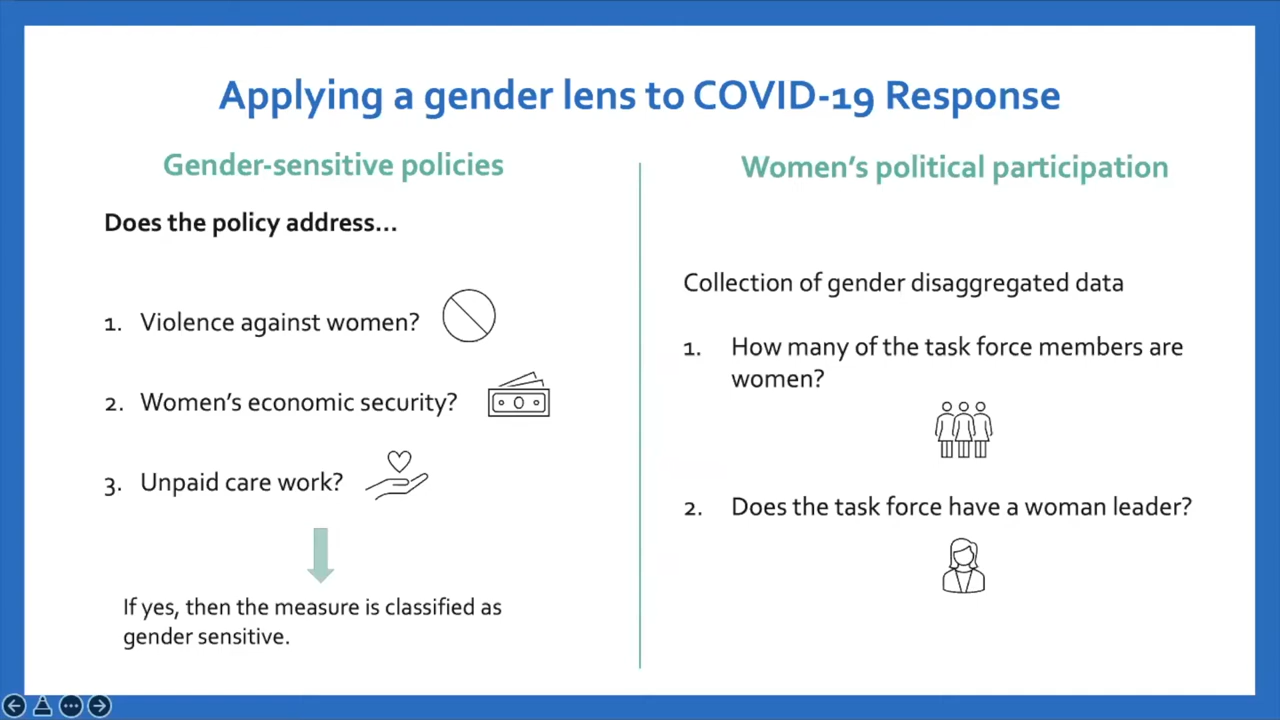 Applying a gender lens to COVID-19 Response
Gender-sensitive policies
Does the policy address...
1. Violence against women?
2. Women's economic security?
3. Unpaid care work?
If yes, then the measure is classified as
gender sensitive.
Women's political participation
Collection of gender disaggregated data
1. How many of the task force members are
women?
2. Does the task force have a woman leader?